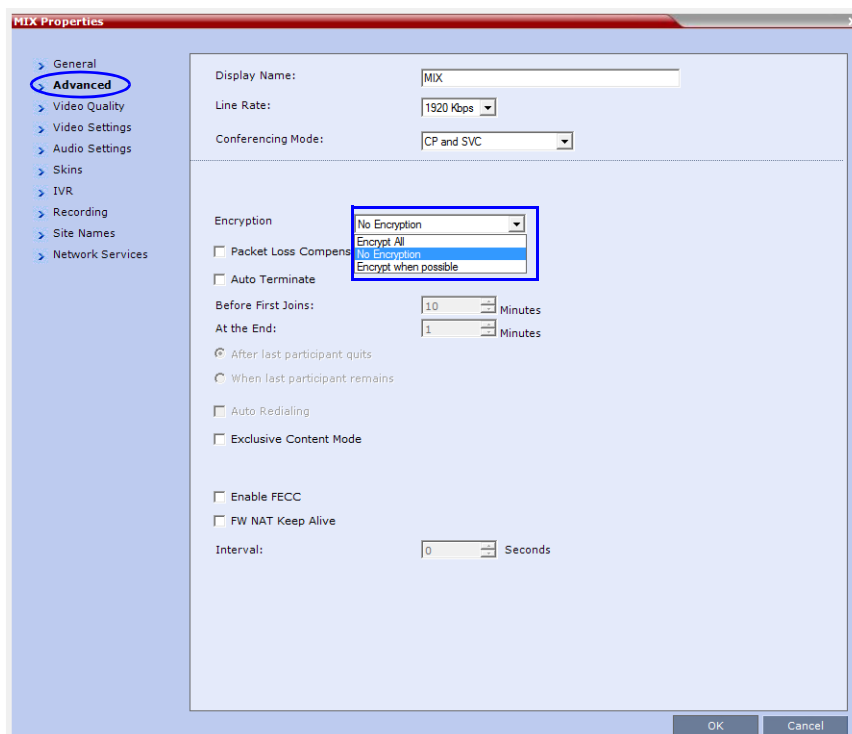 MIX Properties
General
Advanced
Video Quality
Video Settings
Audio Settings
Skins
IVR
Recording
Site Names
Network Services
Display Name: MIX
Line Rate: 1920 Kbps
Conferencing Mode: CP and SVC
Encryption No Encryption
Encrypt All
No Encryption
Encrypt when possible
Packet Loss Compens
Auto Terminate
Before First Joins: 10 Minutes
At the End: 1 Minutes
After last participant quits
When last participant remains
Auto Redialing
Exclusive Content Mode
Enable FECC
FW NAT Keep Alive
Interval: 0 Seconds
OK Cancel